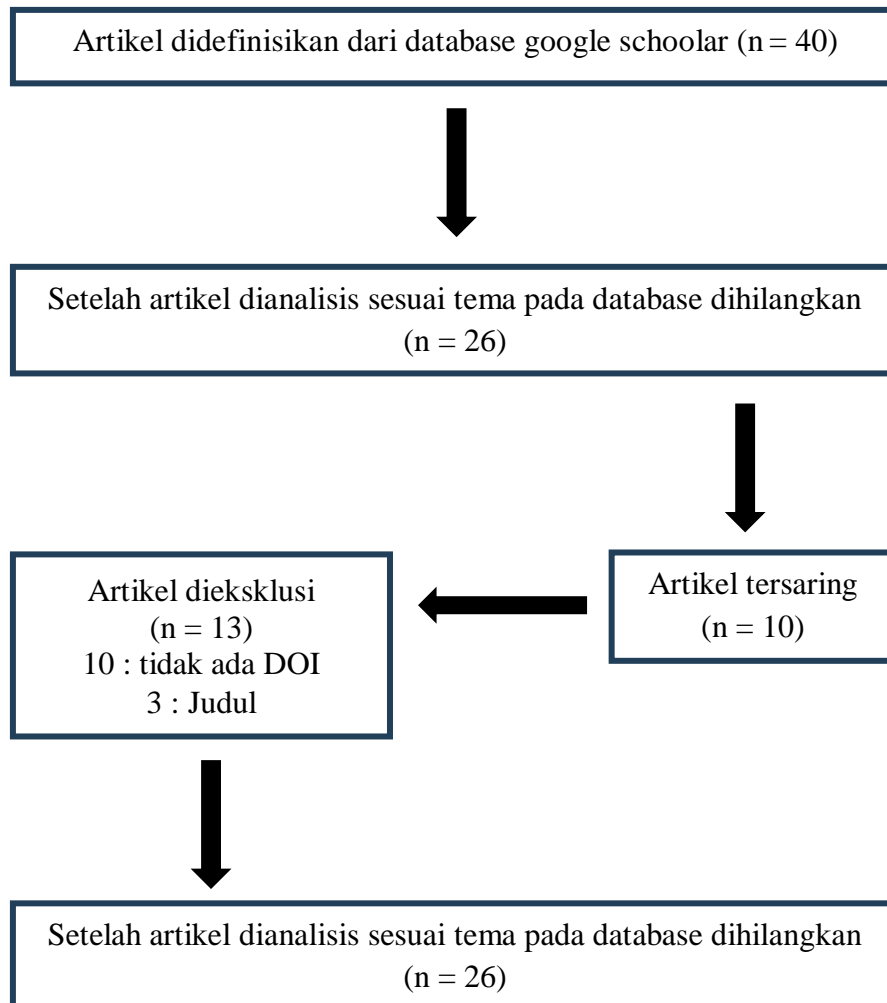 Artikel didefinisikan dari database google schoolar (n = 40)
Setelah artikel dianalisis sesuai tema pada database dihilangkan
(n = 26)
Artikel tersaring
(n = 10)
Artikel dieksklusi
(n = 13)
10 : tidak ada DOI
3 : Judul
Setelah artikel dianalisis sesuai tema pada database dihilangkan
(n = 26)